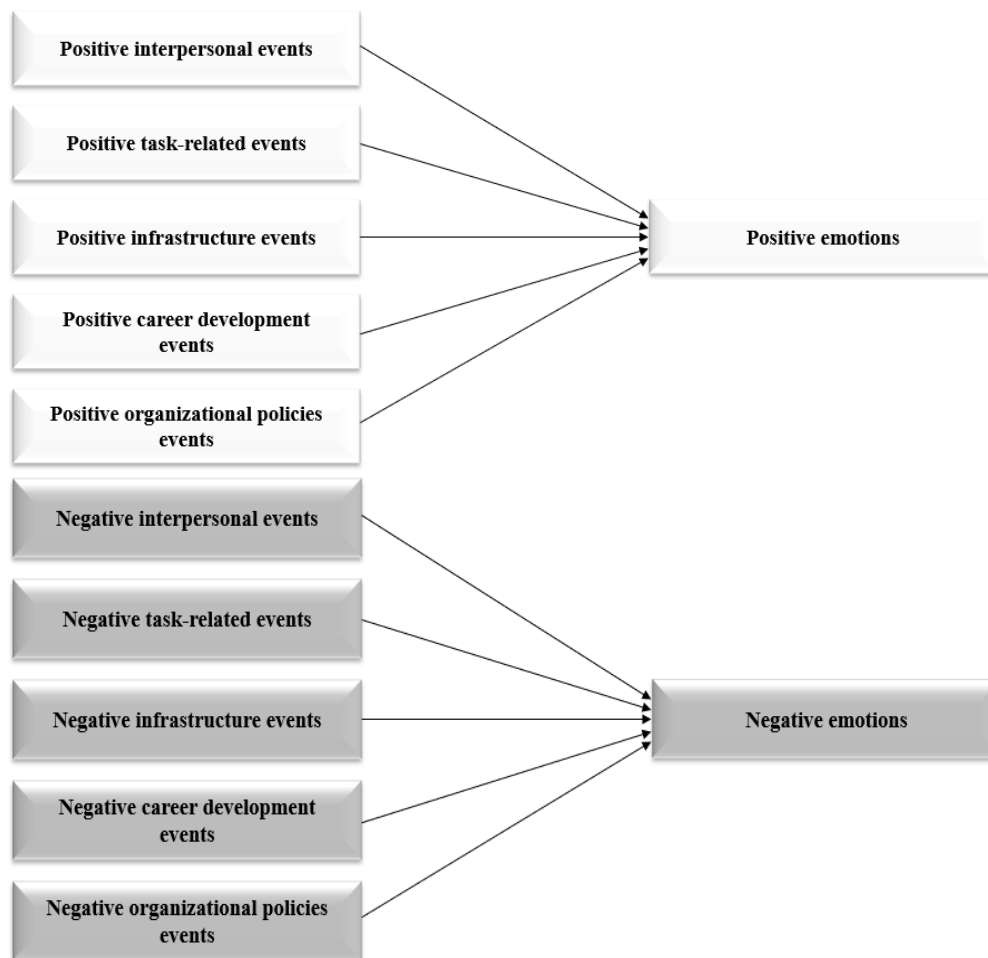 Positive interpersonal events
Positive task-related events
Positive infrastructure events
Positive emotions
Positive career development
events
Positive organizational policies
events
Negative interpersonal events
Negative task-related events
Negative infrastructure events
Negative emotions
Negative career development
events
Negative organizational policies
events